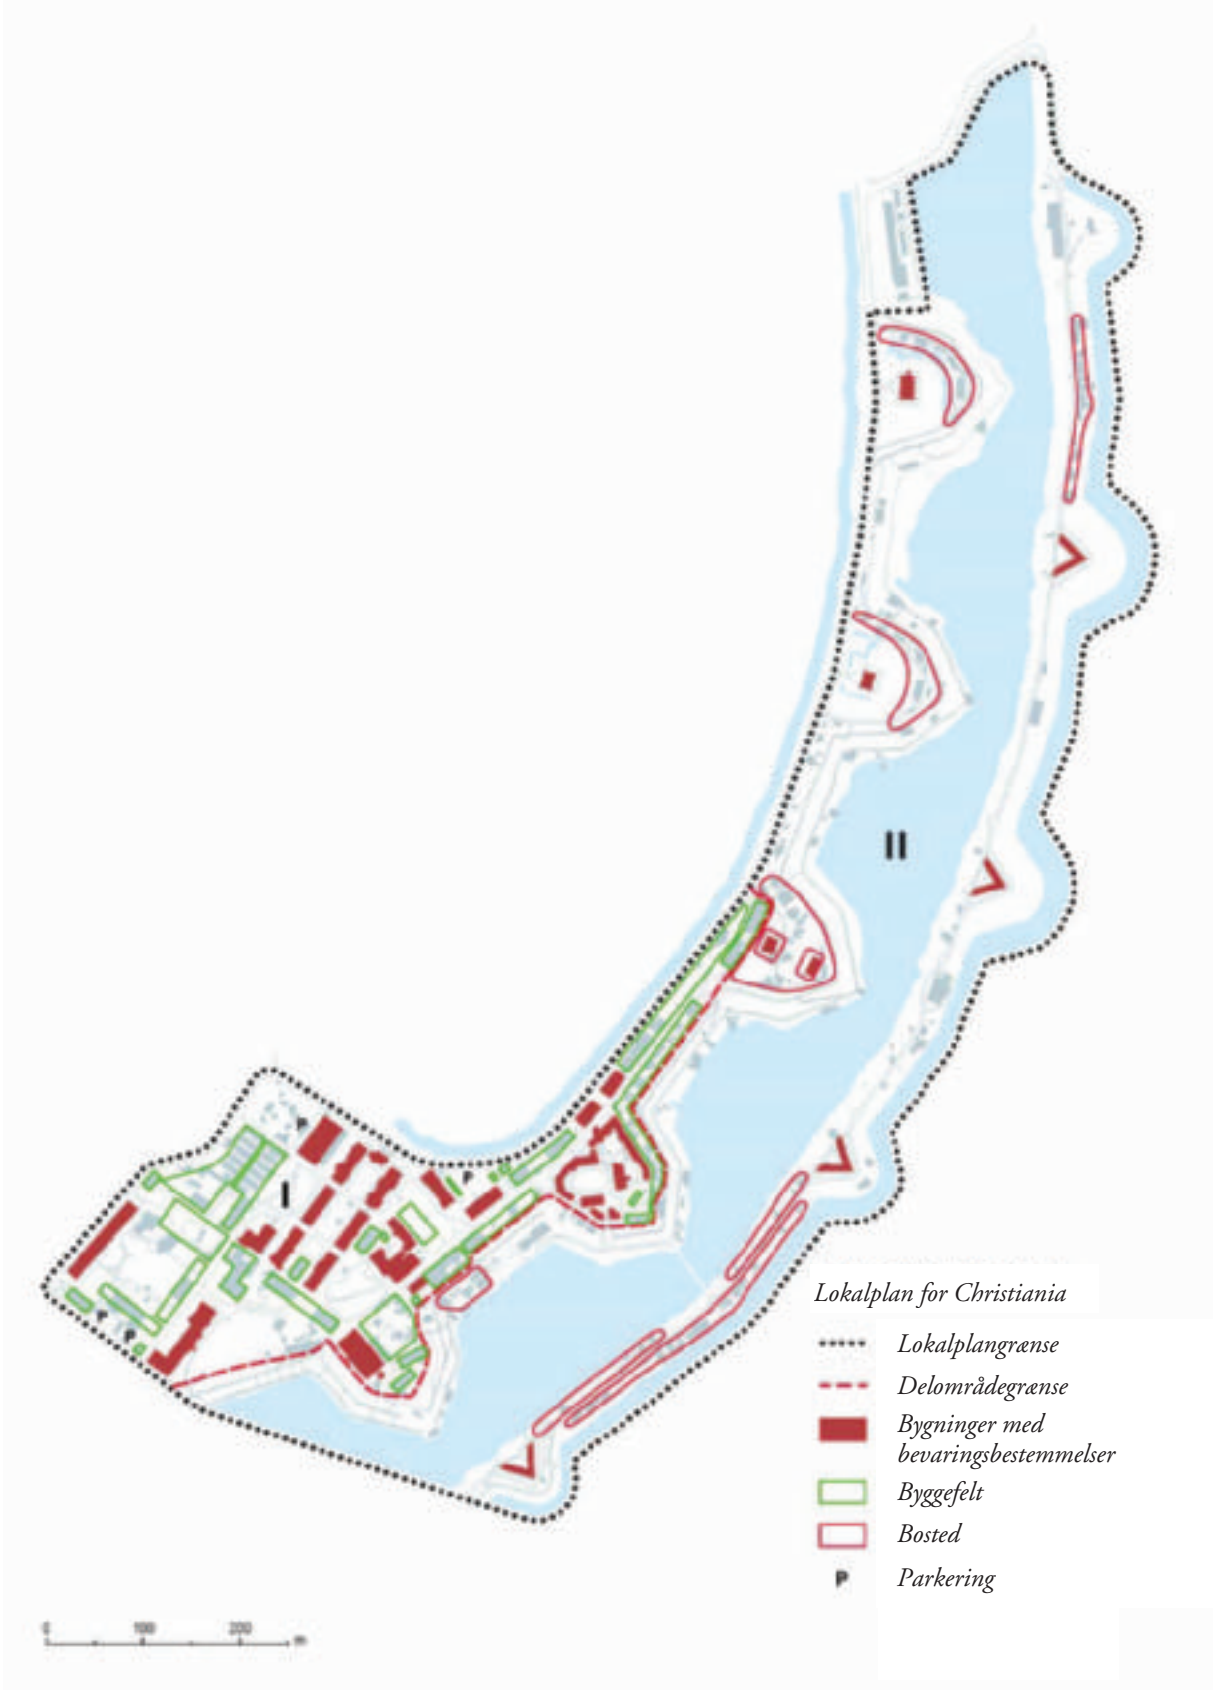 P
II
P
I
P
P
Lokalplan for Christiania
Lokalplangrænse
Delområdegrænse
Bygninger med
bevaringsbestemmelser
Byggefelt
Bosted
P Parkering
0 100 200 m